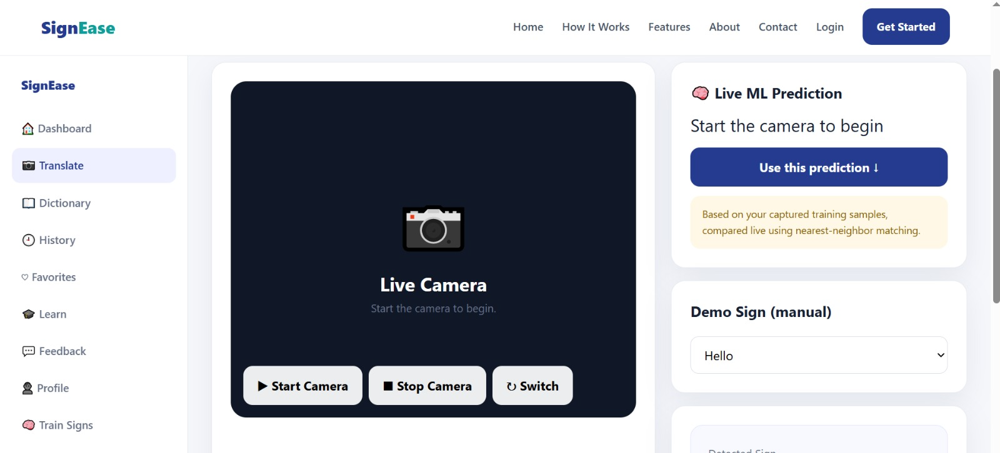 SignEase
Home
How It Works
Features
About
Contact
Login
Get Started
SignEase
Dashboard
Translate
Dictionary
History
Favorites
Learn
Feedback
Profile
Train Signs
Live Camera
Start the camera to begin.
Start Camera
Stop Camera
Switch
Live ML Prediction
Start the camera to begin
Use this prediction ↓
Based on your captured training samples,
compared live using nearest-neighbor matching.
Demo Sign (manual)
Hello
Detected Sign